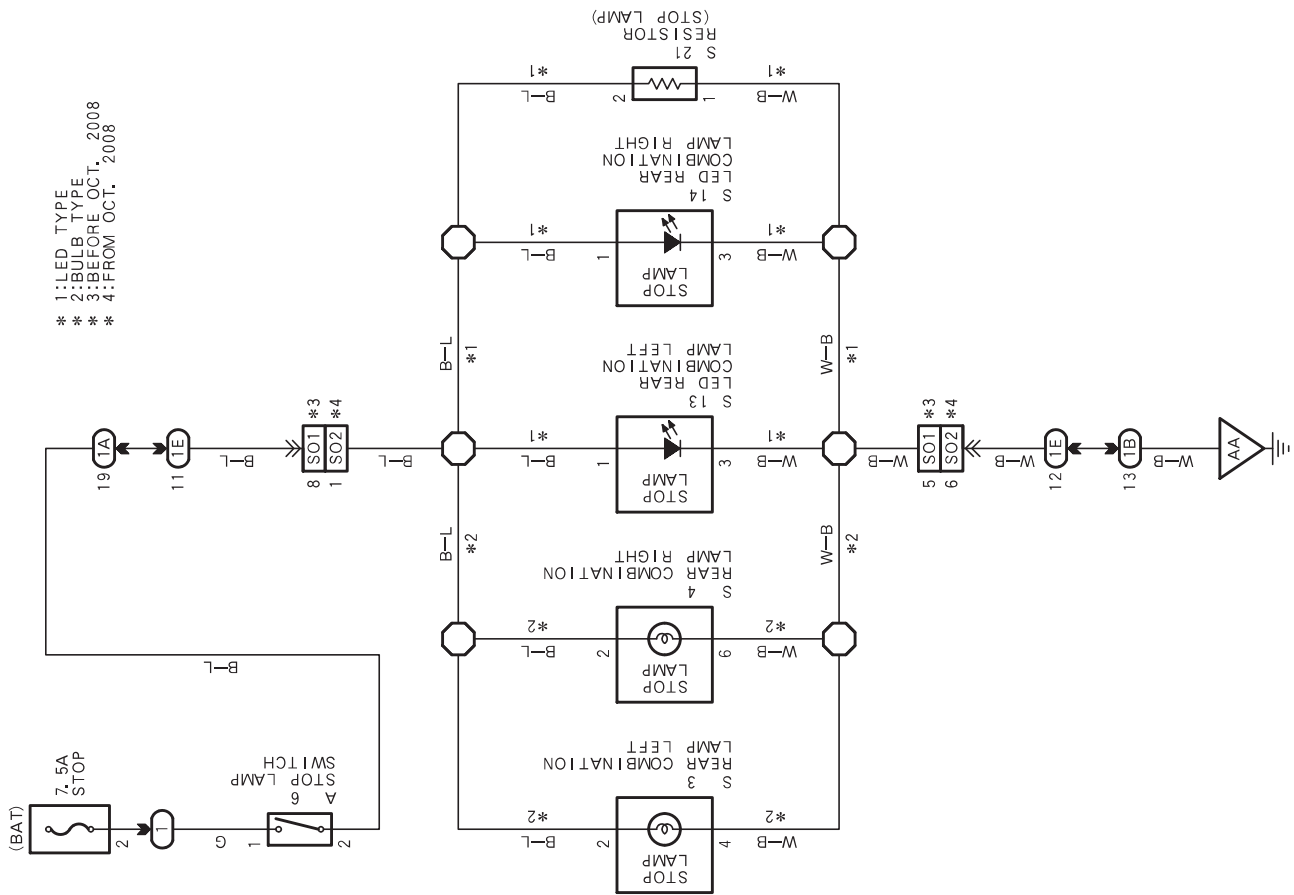 (BAT)
7.5A
STOP
2
1
G
1
2
A 6
STOP LAMP
SWITCH
B-L
19
1A
11
1E
B-L
8
SO1
*3
1
SO2
*4
B-L
* 1:LED TYPE
* 2:BULB TYPE
* 3:BEFORE OCT. 2008
* 4:FROM OCT. 2008
B-L
*2
B-L
*1
B-L
*2
2
STOP
LAMP
4
S 3
REAR COMBINATION
LAMP LEFT
W-B
*2
B-L
*2
2
STOP
LAMP
6
S 4
REAR COMBINATION
LAMP RIGHT
W-B
*2
B-L
*1
1
STOP
LAMP
3
S 13
LED REAR
COMBINATION
LAMP LEFT
W-B
*1
B-L
*1
1
STOP
LAMP
3
S 14
LED REAR
COMBINATION
LAMP RIGHT
W-B
*1
B-L
*1
2
1
S 21
RESISTOR
(STOP LAMP)
W-B
*1
W-B
*2
W-B
*1
W-B
5
SO1
*3
6
SO2
*4
W-B
12
1E
13
1B
W-B
AA